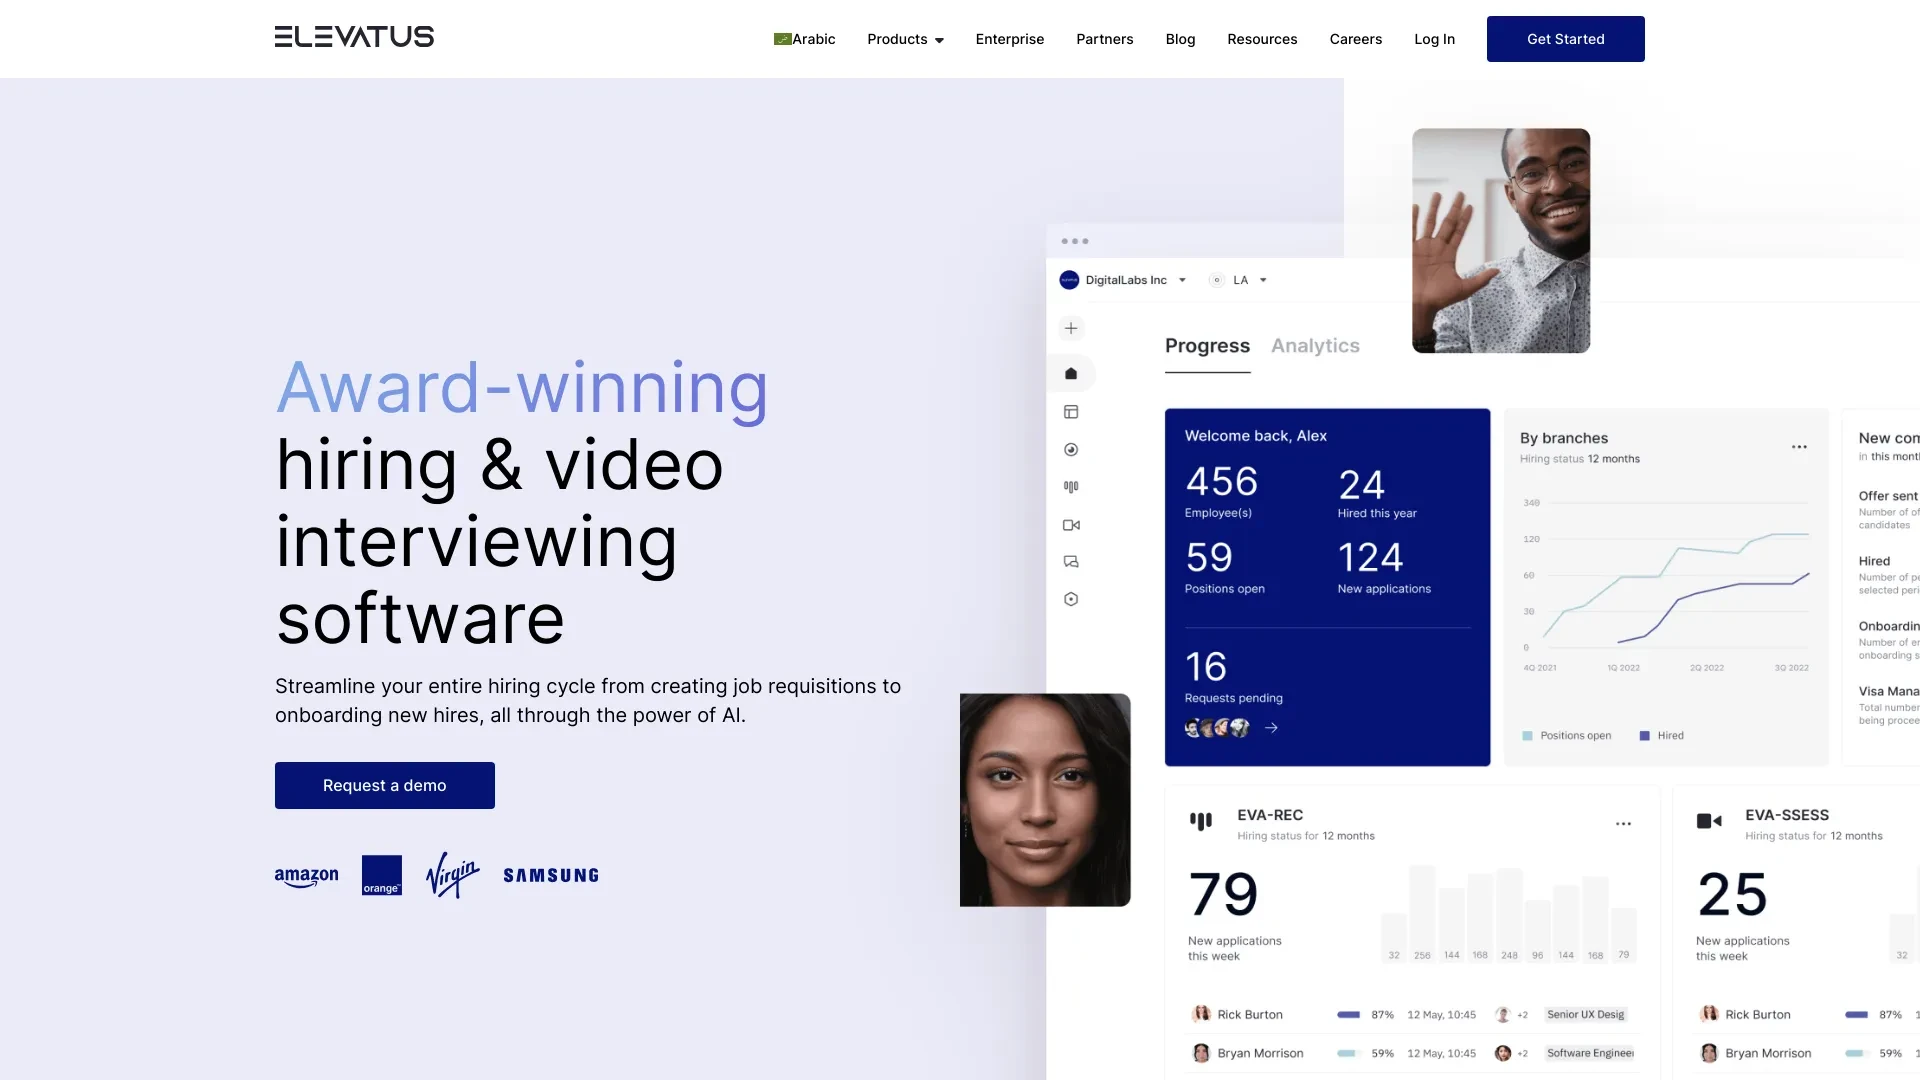 ELEVATUS
Arabic
Products
Enterprise
Partners
Blog
Resources
Careers
Log In
Get Started
Award-winning
hiring & video
interviewing
software
Streamline your entire hiring cycle from creating job requisitions to
onboarding new hires, all through the power of AI.
Request a demo
amazon
orange
Virgin
SAMSUNG
DigitalLabs Inc
LA
Progress
Analytics
Welcome back, Alex
456
Employee(s)
24
Hired this year
59
Positions open
124
New applications
16
Requests pending
By branches
Hiring status 12 months
340
120
60
30
0
4Q 2021
1Q 2022
2Q 2022
3Q 2022
Positions open
Hired
New com
in this month
Offer sent
Number of of
candidates
Hired
Number of pe
selected peri
Onboardin
Number of en
onboarding s
Visa Mana
Total number
being procee
EVA-REC
Hiring status for 12 months
79
New applications
this week
32 256 144 168 248 96 144 168 79
Rick Burton 87% 12 May, 10:45 +2 Senior UX Desig
Bryan Morrison 59% 12 May, 10:45 +2 Software Engineer
EVA-SSESS
Hiring status for 12 months
25
New applications
this week
32
Rick Burton 87% 1
Bryan Morrison 59% 1